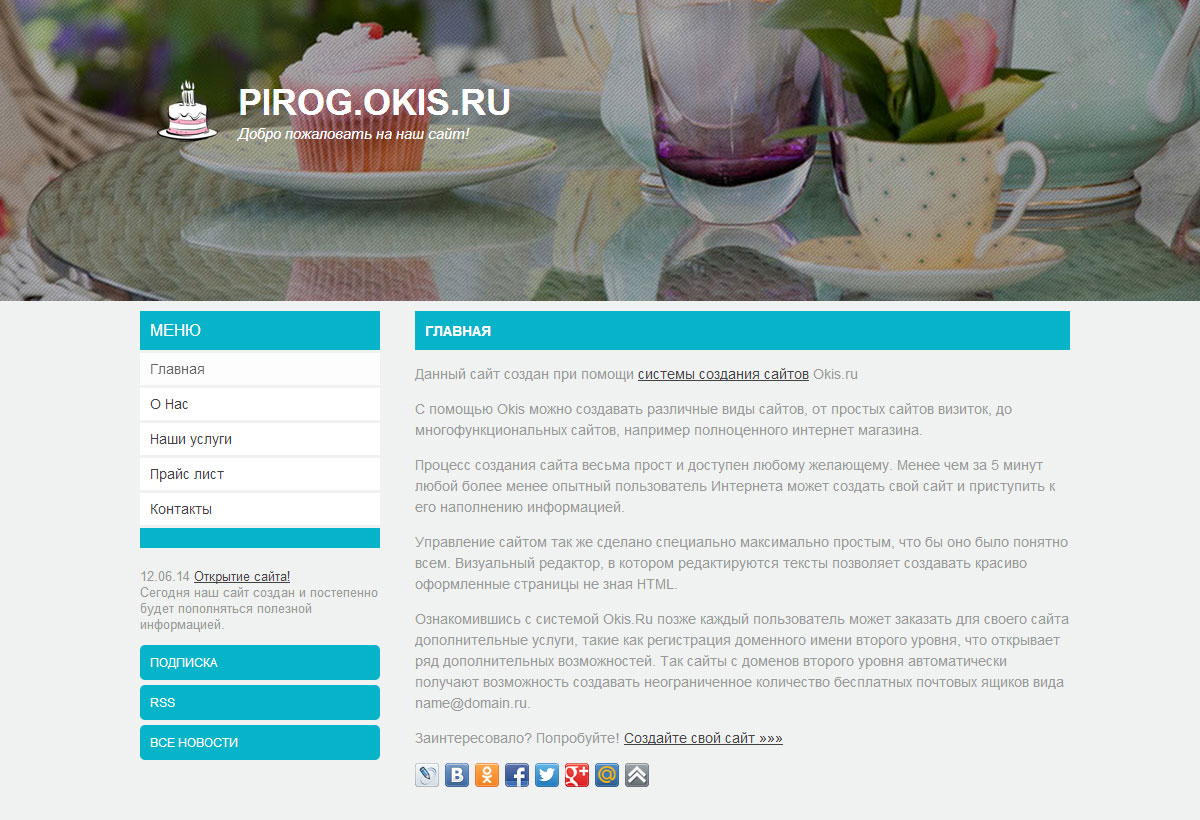 PIROG.OKIS.RU
Добро пожаловать на наш сайт!
МЕНЮ
Главная
О Нас
Наши услуги
Прайс лист
Контакты
12.06.14 Открытие сайта!
Сегодня наш сайт создан и постепенно
будет пополняться полезной
информацией.
ПОДПИСКА
RSS
ВСЕ НОВОСТИ
ГЛАВНАЯ
Данный сайт создан при помощи системы создания сайтов Okis.ru
С помощью Okis можно создавать различные виды сайтов, от простых сайтов визиток, до
многофункциональных сайтов, например полноценного интернет магазина.
Процесс создания сайта весьма прост и доступен любому желающему. Менее чем за 5 минут
любой более менее опытный пользователь Интернета может создать свой сайт и приступить к
его наполнению информацией.
Управление сайтом так же сделано специально максимально простым, что бы оно было понятно
всем. Визуальный редактор, в котором редактируются тексты позволяет создавать красиво
оформленные страницы не зная HTML.
Ознакомившись с системой Okis.Ru позже каждый пользователь может заказать для своего сайта
дополнительные услуги, такие как регистрация доменного имени второго уровня, что открывает
ряд дополнительных возможностей. Так сайты с доменов второго уровня автоматически
получают возможность создавать неограниченное количество бесплатных почтовых ящиков вида
name@domain.ru.
Заинтересовало? Попробуйте! Создайте свой сайт »»»